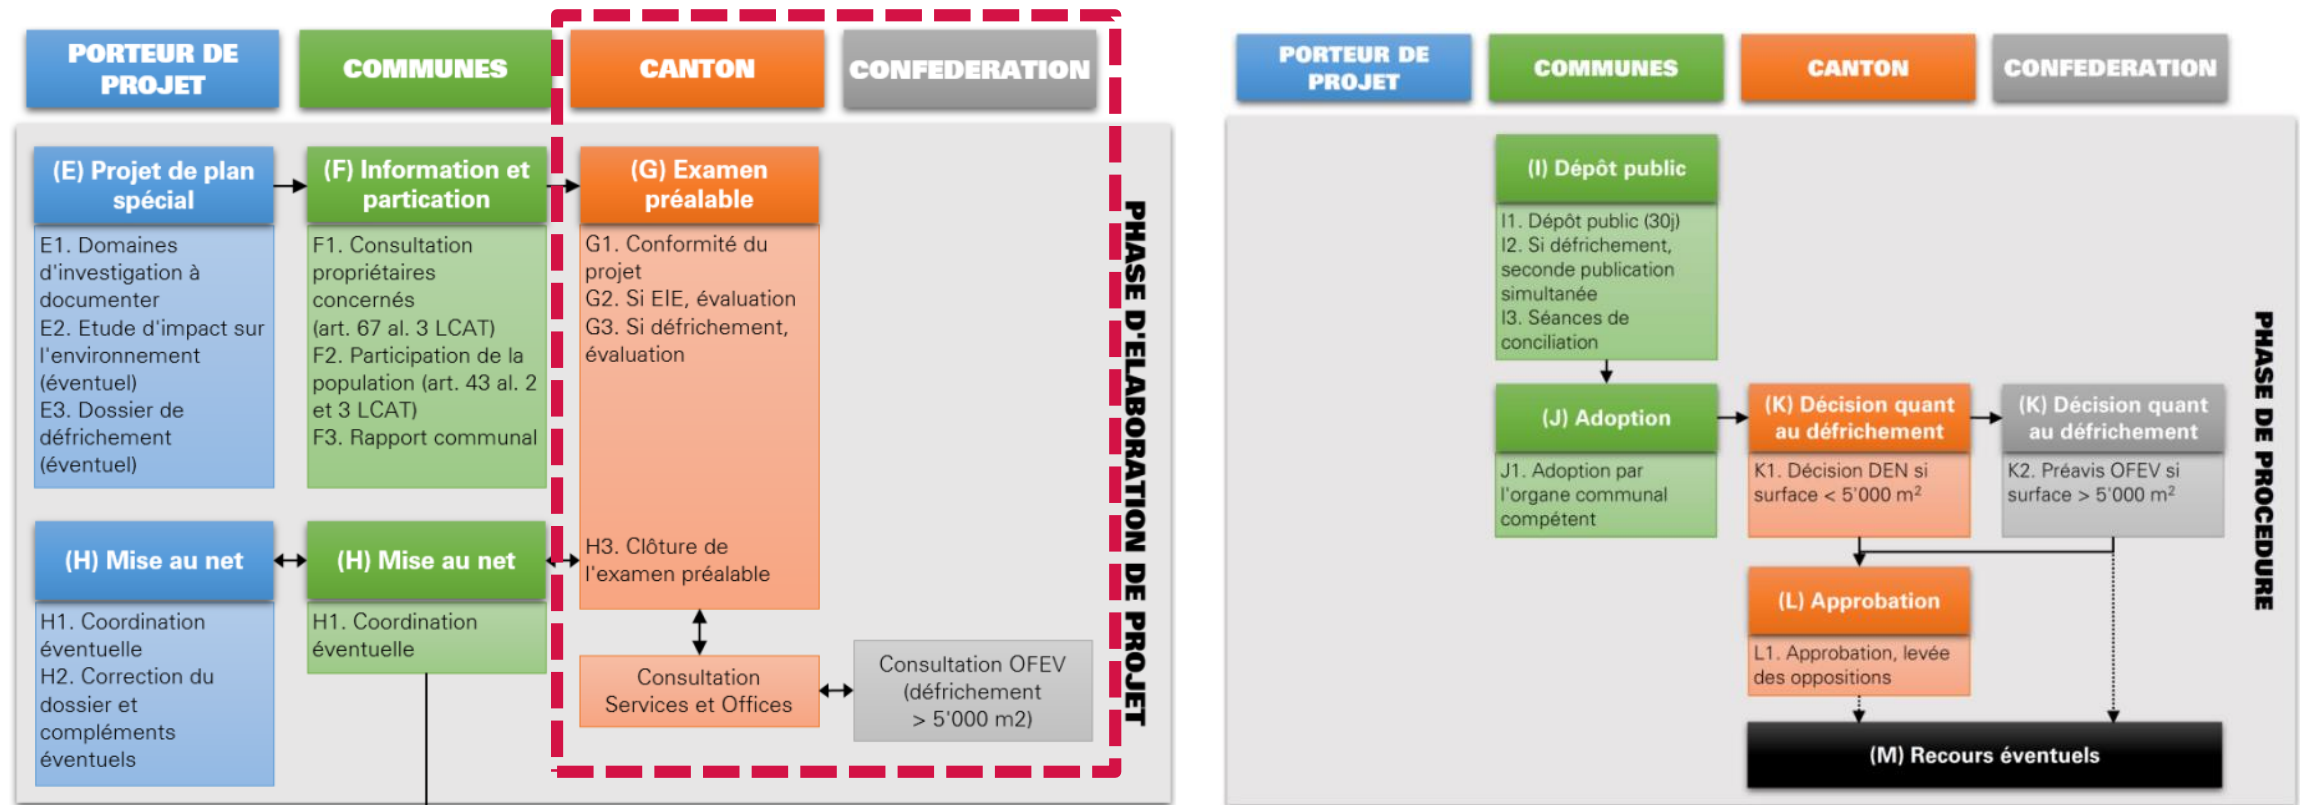 PORTEUR DE
PROJET
COMMUNES
CANTON
CONFEDERATION
(E) Projet de plan
spécial
E1. Domaines
d'investigation à
documenter
E2. Etude d'impact sur
l'environnement
(éventuel)
E3. Dossier de
défrichement
(éventuel)
(F) Information et
partication
F1. Consultation
propriétaires
concernés
(art. 67 al. 3 LCAT)
F2. Participation de la
population (art. 43 al. 2
et 3 LCAT)
F3. Rapport communal
(G) Examen
préalable
G1. Conformité du
projet
G2. Si EIE, évaluation
G3. Si défrichement,
évaluation
H3. Clôture de
l'examen préalable
(H) Mise au net
H1. Coordination
éventuelle
H2. Correction du
dossier et
compléments
éventuels
(H) Mise au net
H1. Coordination
éventuelle
Consultation
Services et Offices
Consultation OFEV
(défrichement
> 5'000 m2)
PHASE D'ELABORATION DE PROJET
PORTEUR DE
PROJET
COMMUNES
CANTON
CONFEDERATION
(I) Dépôt public
I1. Dépôt public (30j)
I2. Si défrichement,
seconde publication
simultanée
I3. Séances de
conciliation
(J) Adoption
J1. Adoption par
l'organe communal
compétent
(K) Décision quant
au défrichement
K1. Décision DEN si
surface < 5'000 m²
(K) Décision quant
au défrichement
K2. Préavis OFEV si
surface > 5'000 m²
(L) Approbation
L1. Approbation, levée
des oppositions
(M) Recours éventuels
PHASE DE PROCEDURE